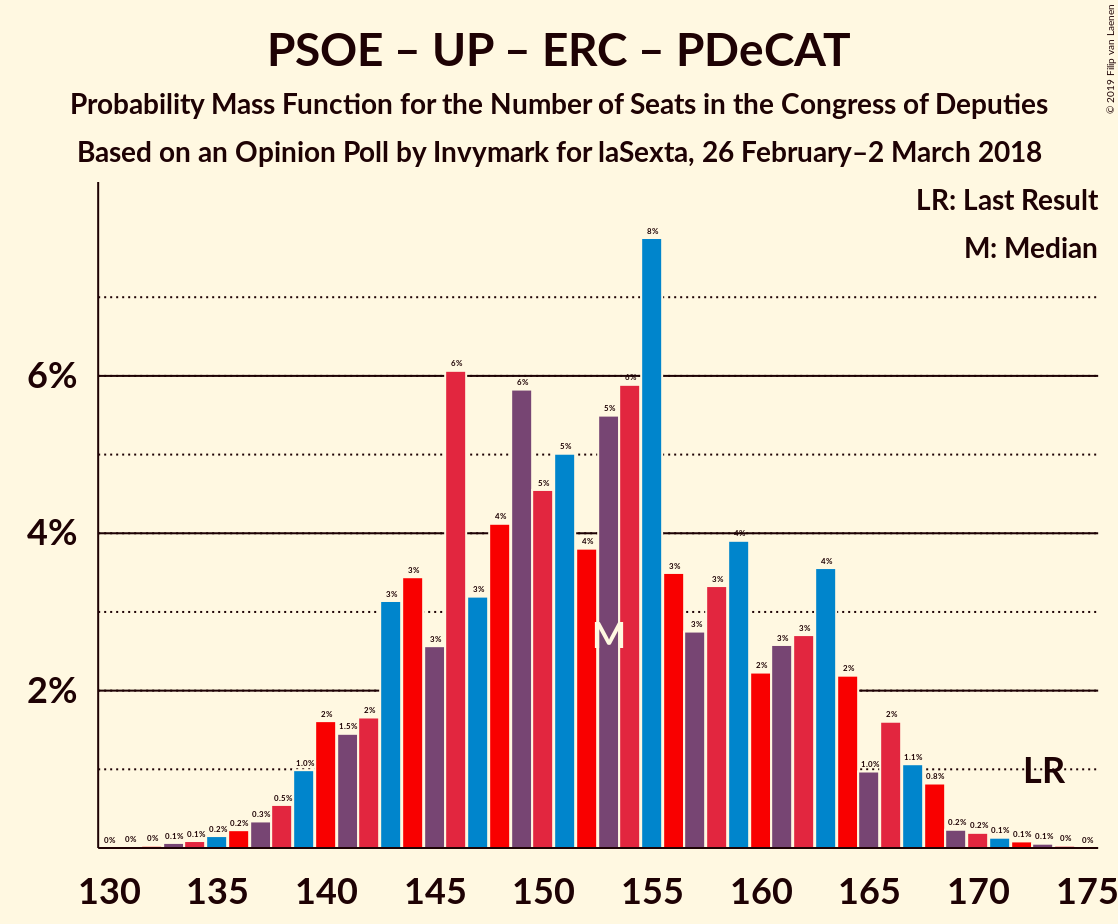 PSOE – UP – ERC – PDeCAT
Probability Mass Function for the Number of Seats in the Congress of Deputies
Based on an Opinion Poll by Invymark for laSexta, 26 February–2 March 2018
© 2019 Filip van Laenen
LR: Last Result
M: Median
6%
4%
2%
0% 0% 0% 0.1% 0.1% 0.2% 0.2% 0.3% 0.5% 1.0% 2% 1.5% 2% 3% 3% 3% 6% 3% 4% 6% 5% 5% 4% 5% 6% 8% 3% 3% 3% 4% 2% 3% 3% 4% 2% 1.0% 2% 1.1% 0.8% 0.2% 0.2% 0.1% 0.1% 0.1% 0% 0%
M
LR
130 135 140 145 150 155 160 165 170 175